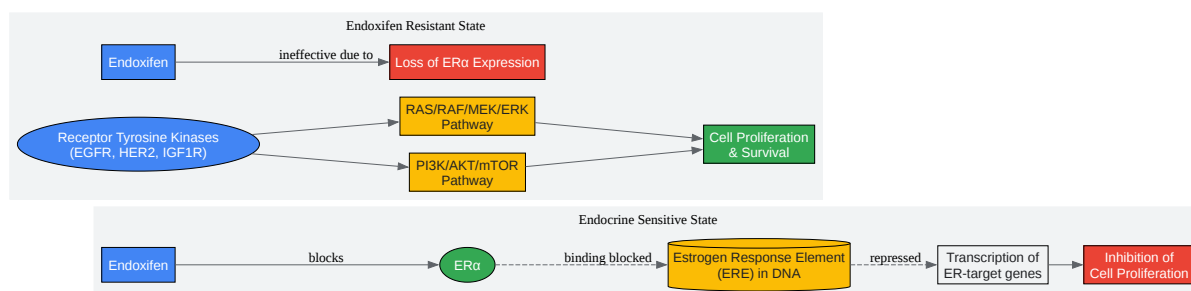 Endoxifen Resistant State
Endoxifen
ineffective due to
Loss of ERα Expression
Receptor Tyrosine Kinases
(EGFR, HER2, IGF1R)
RAS/RAF/MEK/ERK
Pathway
PI3K/AKT/mTOR
Pathway
Cell Proliferation
& Survival
Endocrine Sensitive State
Endoxifen
blocks
ERα
binding blocked
Estrogen Response Element
(ERE) in DNA
repressed
Transcription of
ER-target genes
Inhibition of
Cell Proliferation